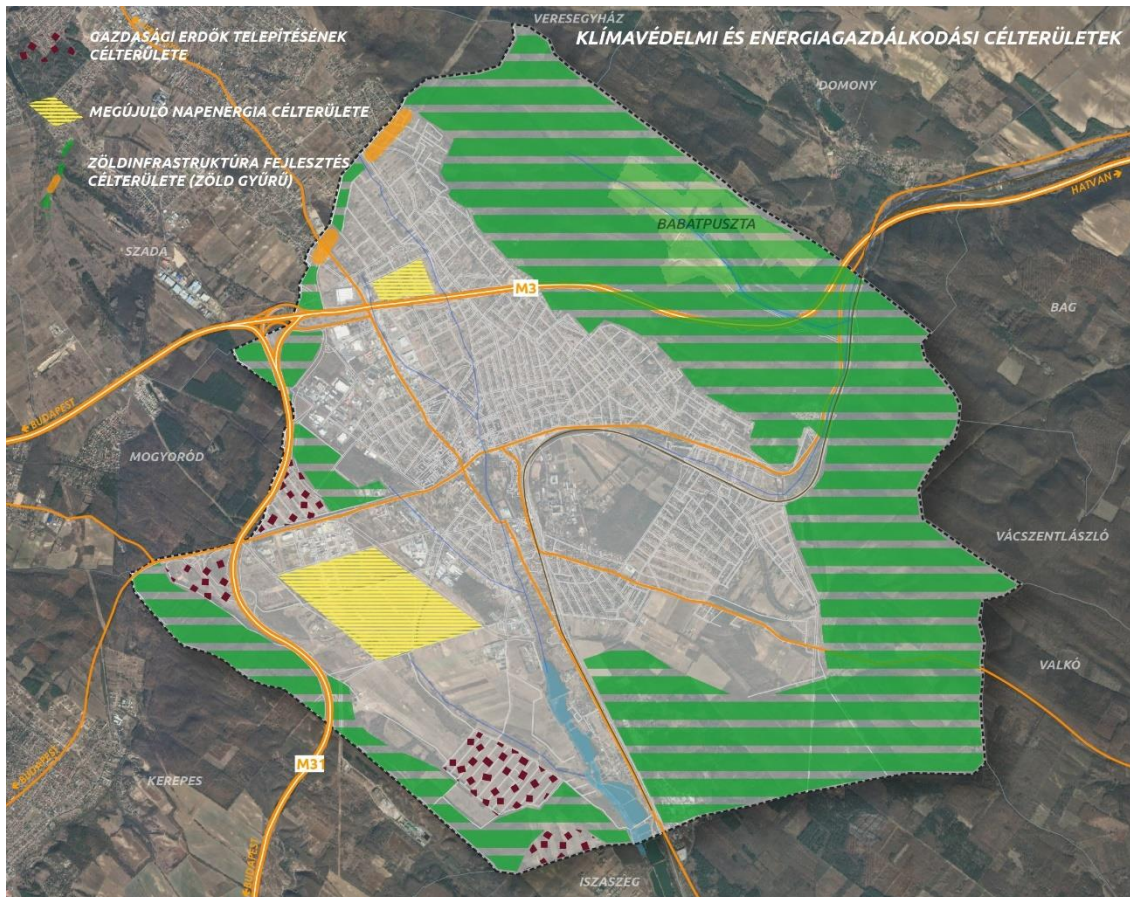 VERESEGYHÁZ
KLÍMAVÉDELMI ÉS ENERGIAGAZDÁLKODÁSI CÉLTERÜLETEK
GAZDASÁGI ERDŐK TELEPÍTÉSÉNEK
CÉLTERÜLETE
MEGÚJULÓ NAPENERGIA CÉLTERÜLETE
ZÖLDINFRASTRUKTÚRA FEJLESZTÉS
CÉLTERÜLETE (ZÖLD GYŰRŰ)
DOMONY
HATVAN
BABATPUSZTA
SZADA
M3
BAG
BUDAPEST
MOGYORÓD
VÁCSZENTLÁSZLÓ
VALKÓ
M31
KEREPES
BUDAPEST
BUDAPEST
ISZASZEG